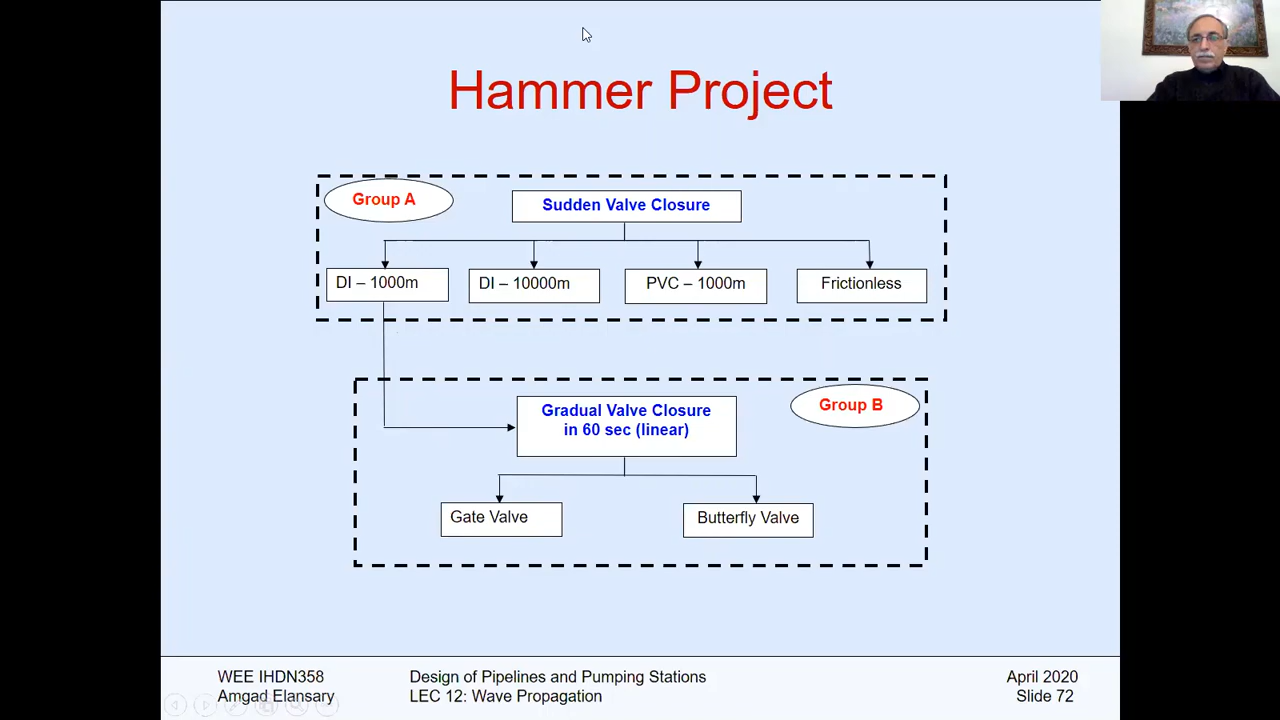 Hammer Project
Group A
Sudden Valve Closure
DI – 1000m
DI – 10000m
PVC – 1000m
Frictionless
Gradual Valve Closure
in 60 sec (linear)
Group B
Gate Valve
Butterfly Valve
WEE IHDN358
Amgad Elansary
Design of Pipelines and Pumping Stations
LEC 12: Wave Propagation
April 2020
Slide 72